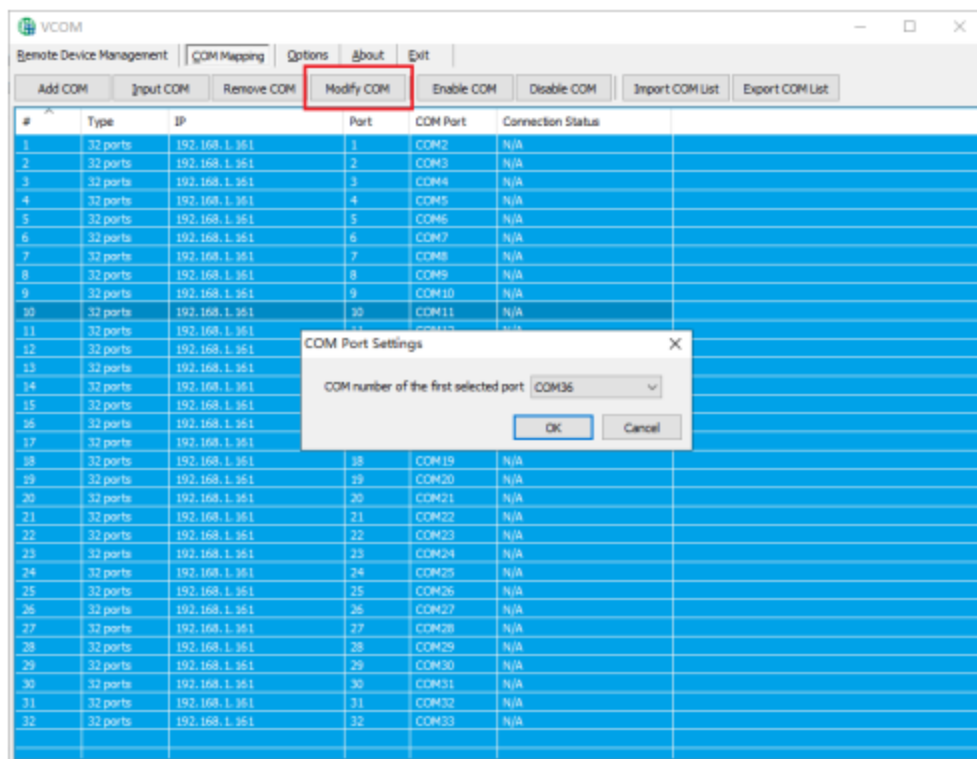 VCOM
Remote Device Management COM Mapping Options About Exit
Add COM Input COM Remove COM Modify COM Enable COM Disable COM Import COM List Export COM List
# Type IP Port COM Port Connection Status
1 32 ports 192.168.1.161 1 COM2 N/A
2 32 ports 192.168.1.161 2 COM3 N/A
3 32 ports 192.168.1.161 3 COM4 N/A
4 32 ports 192.168.1.161 4 COM5 N/A
5 32 ports 192.168.1.161 5 COM6 N/A
6 32 ports 192.168.1.161 6 COM7 N/A
7 32 ports 192.168.1.161 7 COM8 N/A
8 32 ports 192.168.1.161 8 COM9 N/A
9 32 ports 192.168.1.161 9 COM10 N/A
10 32 ports 192.168.1.161 10 COM11 N/A
11 32 ports 192.168.1.161
12 32 ports 192.168.1.161
13 32 ports 192.168.1.161
14 32 ports 192.168.1.161
15 32 ports 192.168.1.161
16 32 ports 192.168.1.161
17 32 ports 192.168.1.161
COM Port Settings
COM number of the first selected port COM36
OK Cancel
18 32 ports 192.168.1.161 18 COM19 N/A
19 32 ports 192.168.1.161 19 COM20 N/A
20 32 ports 192.168.1.161 20 COM21 N/A
21 32 ports 192.168.1.161 21 COM22 N/A
22 32 ports 192.168.1.161 22 COM23 N/A
23 32 ports 192.168.1.161 23 COM24 N/A
24 32 ports 192.168.1.161 24 COM25 N/A
25 32 ports 192.168.1.161 25 COM26 N/A
26 32 ports 192.168.1.161 26 COM27 N/A
27 32 ports 192.168.1.161 27 COM28 N/A
28 32 ports 192.168.1.161 28 COM29 N/A
29 32 ports 192.168.1.161 29 COM30 N/A
30 32 ports 192.168.1.161 30 COM31 N/A
31 32 ports 192.168.1.161 31 COM32 N/A
32 32 ports 192.168.1.161 32 COM33 N/A